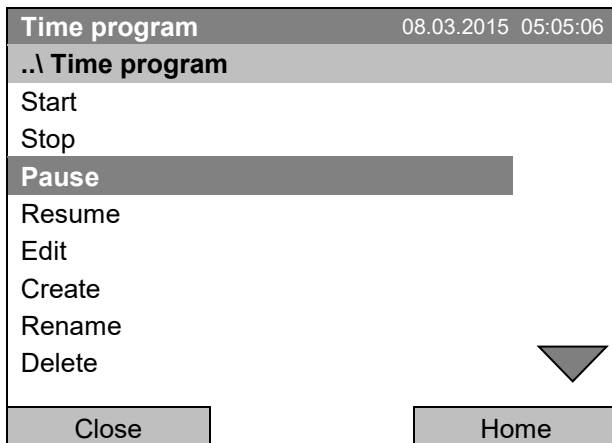 Time program 08.03.2015 05:05:06
..\ Time program
Start
Stop
Pause
Resume
Edit
Create
Rename
Delete
Close Home